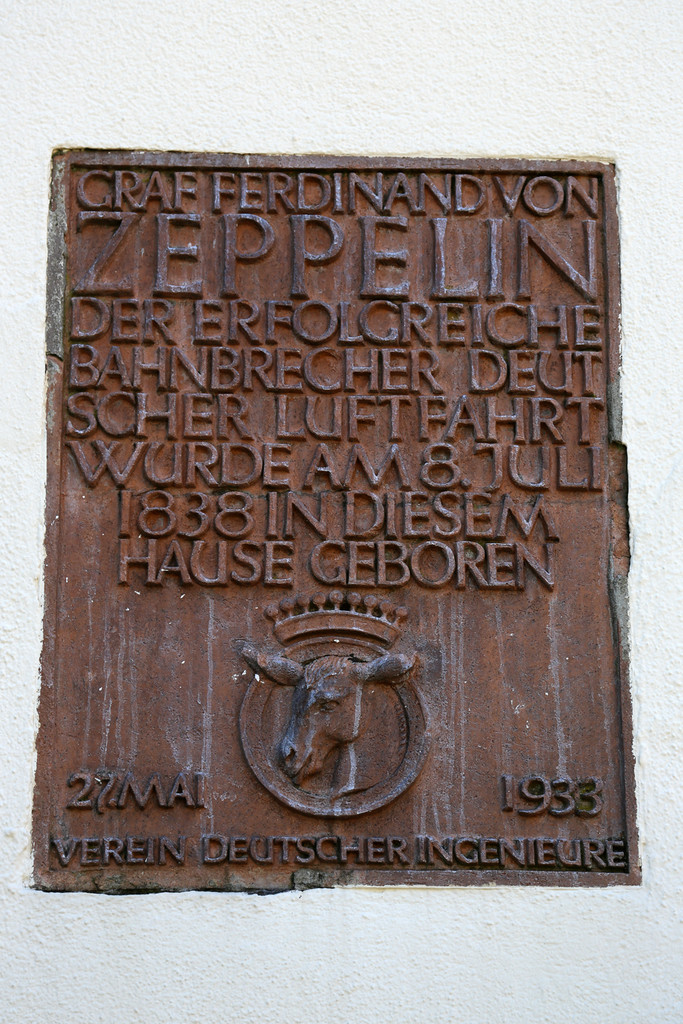 GRAF FERDINAND VON
ZEPPELIN
DER ERFOLGREICHE
BAHNBRECHER DEUT
SCHER LUFTFAHRT
WURDE AM 8. JULI
1838 IN DIESEM
HAUSE GEBOREN
27. MAI 1933
VEREIN DEUTSCHER INGENIEURE